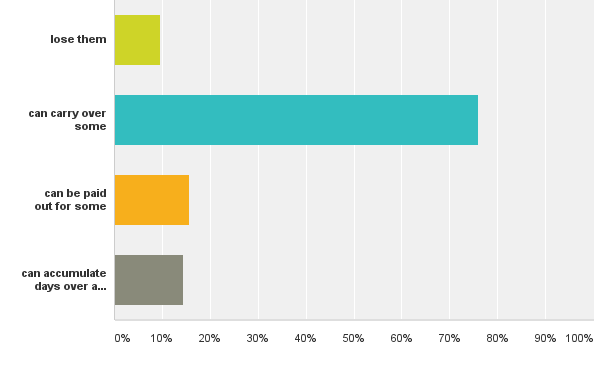 lose them
can carry over
some
can be paid
out for some
can accumulate
days over a...
0% 10% 20% 30% 40% 50% 60% 70% 80% 90% 100%